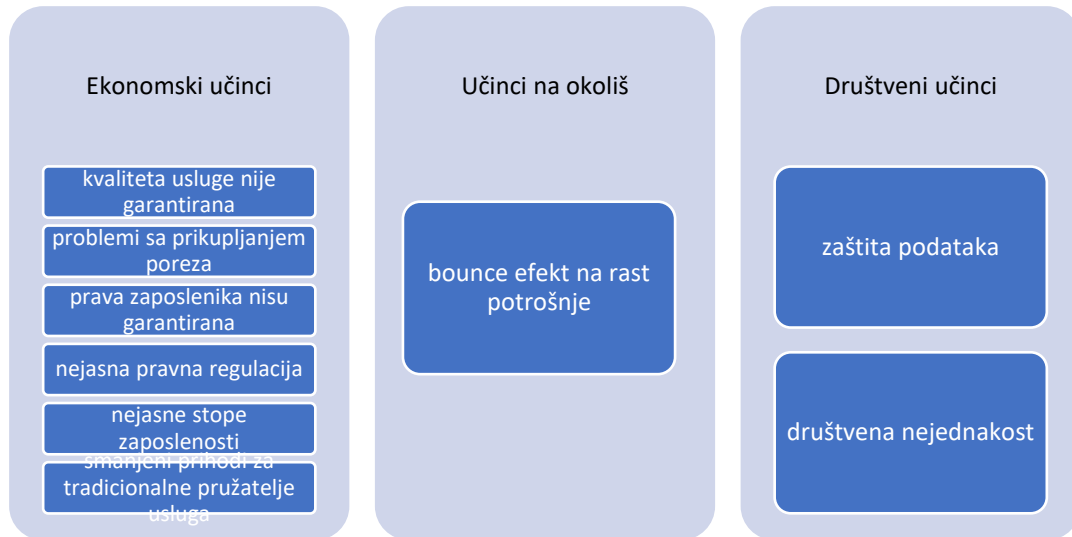 Ekonomski učinci
kvaliteta usluge nije
garantirana
problemi sa prikupljanjem
poreza
prava zaposlenika nisu
garantirana
nejasna pravna regulacija
nejasne stope
zaposlenosti
smanjeni prihodi za
tradicionalne pružatelje
usluga
Učinci na okoliš
bounce efekt na rast
potrošnje
Društveni učinci
zaštita podataka
društvena nejednakost